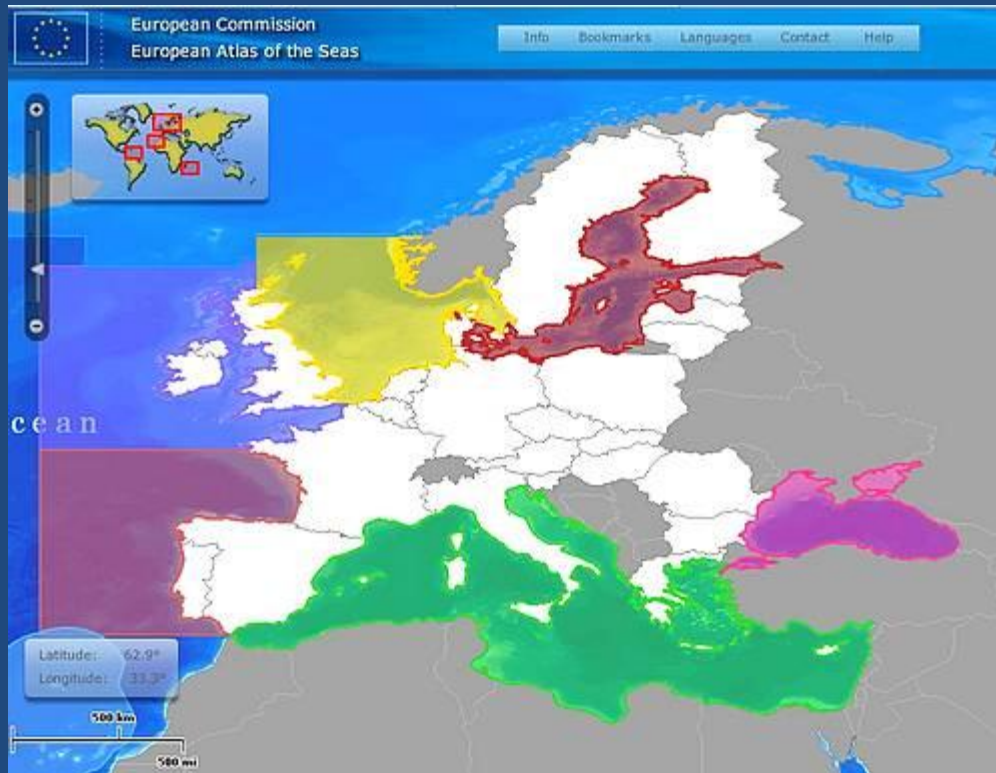 European Commission
European Atlas of the Seas
Info Bookmarks Languages Contact Help
cean
Latitude: 62.9°
Longitude: 33.3°
500 km
500 mi